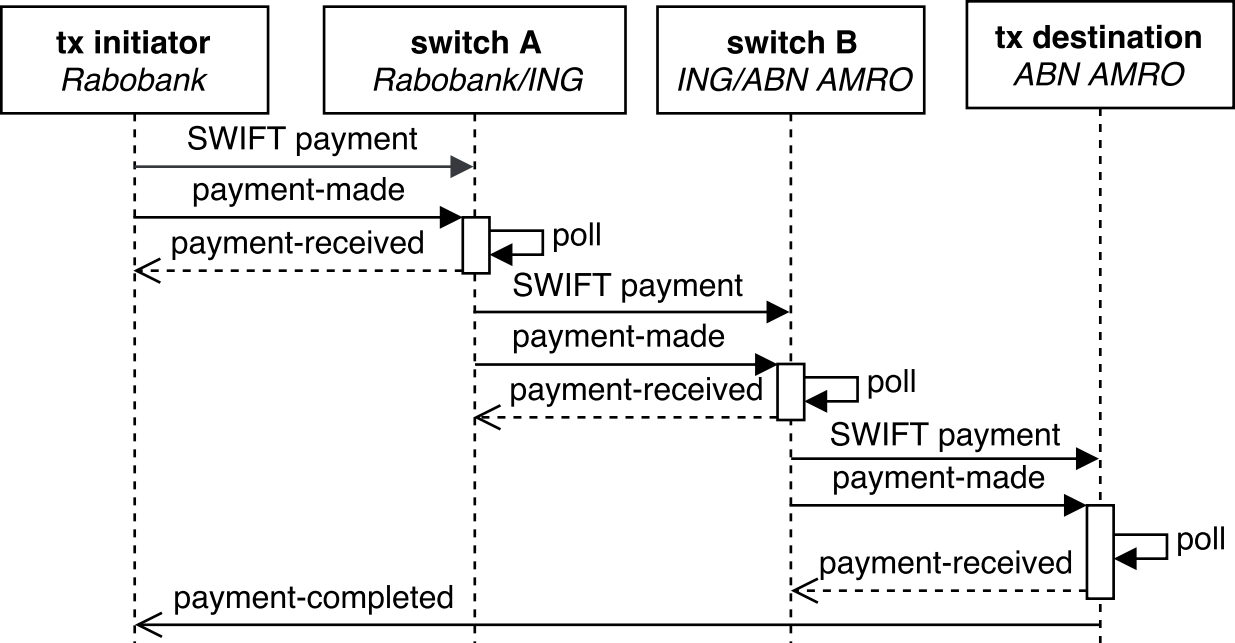 tx initiator
Rabobank
switch A
Rabobank/ING
switch B
ING/ABN AMRO
tx destination
ABN AMRO
SWIFT payment
payment-made
poll
payment-received
SWIFT payment
payment-made
poll
payment-received
SWIFT payment
payment-made
poll
payment-received
payment-completed